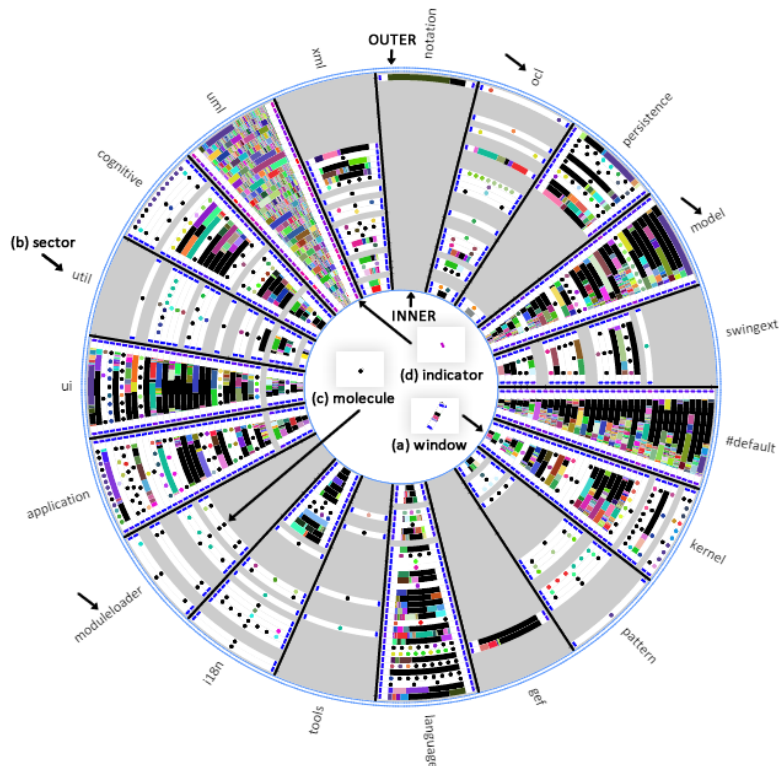 OUTER
notation
ocl
persistence
model
swingext
#default
kernel
pattern
gef
language
tools
i18n
moduleloader
application
ui
util
(b) sector
cognitive
uml
xml
INNER
(d) indicator
(c) molecule
(a) window